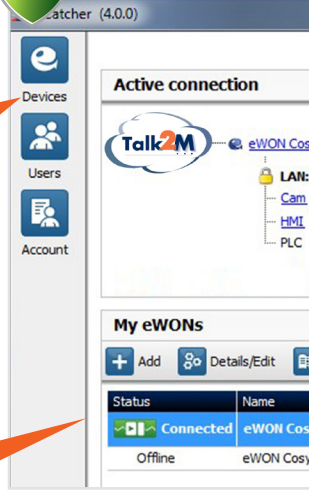 atcher (4.0.0)
Devices
Users
Account
Active connection
Talk2M
eWON Cos
LAN:
Cam
HMI
PLC
My eWONs
Add Details/Edit
Status Name
Connected eWON Cos
Offline eWON Cosy